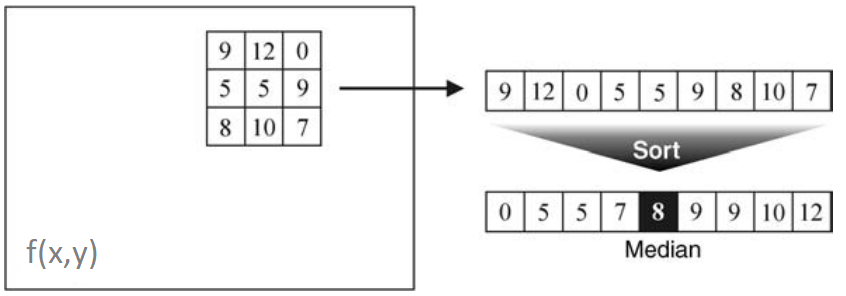 9 12 0
5 5 9
8 10 7
f(x,y)
9 12 0 5 5 9 8 10 7
Sort
0 5 5 7 8 9 9 10 12
Median